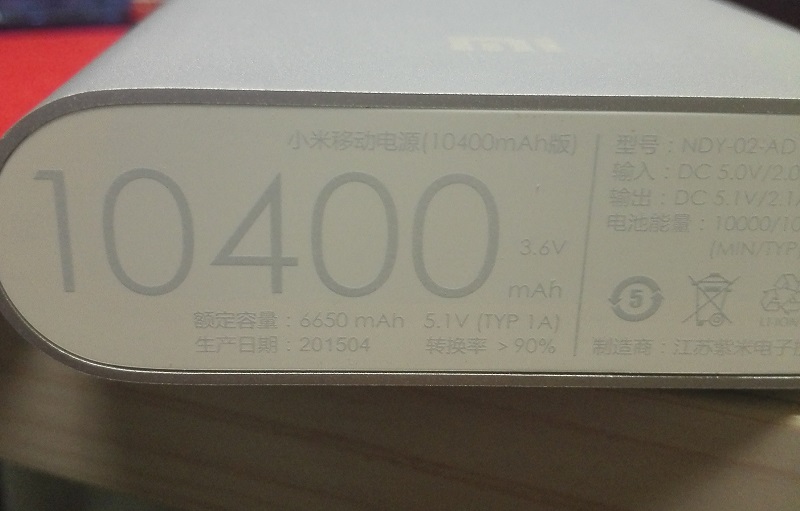 小米移动电源(10400mAh版)
10400
3.6V
mAh
额定容量：6650 mAh 5.1V (TYP 1A)
生产日期：201504 转换率 >90%
型号：NDY-02-AD
输入：DC 5.0V/2.0
输出：DC 5.1V/2.1
电池能量：10000/10
(MIN/TYP
5
LI-ION
制造商：江苏紫米电子